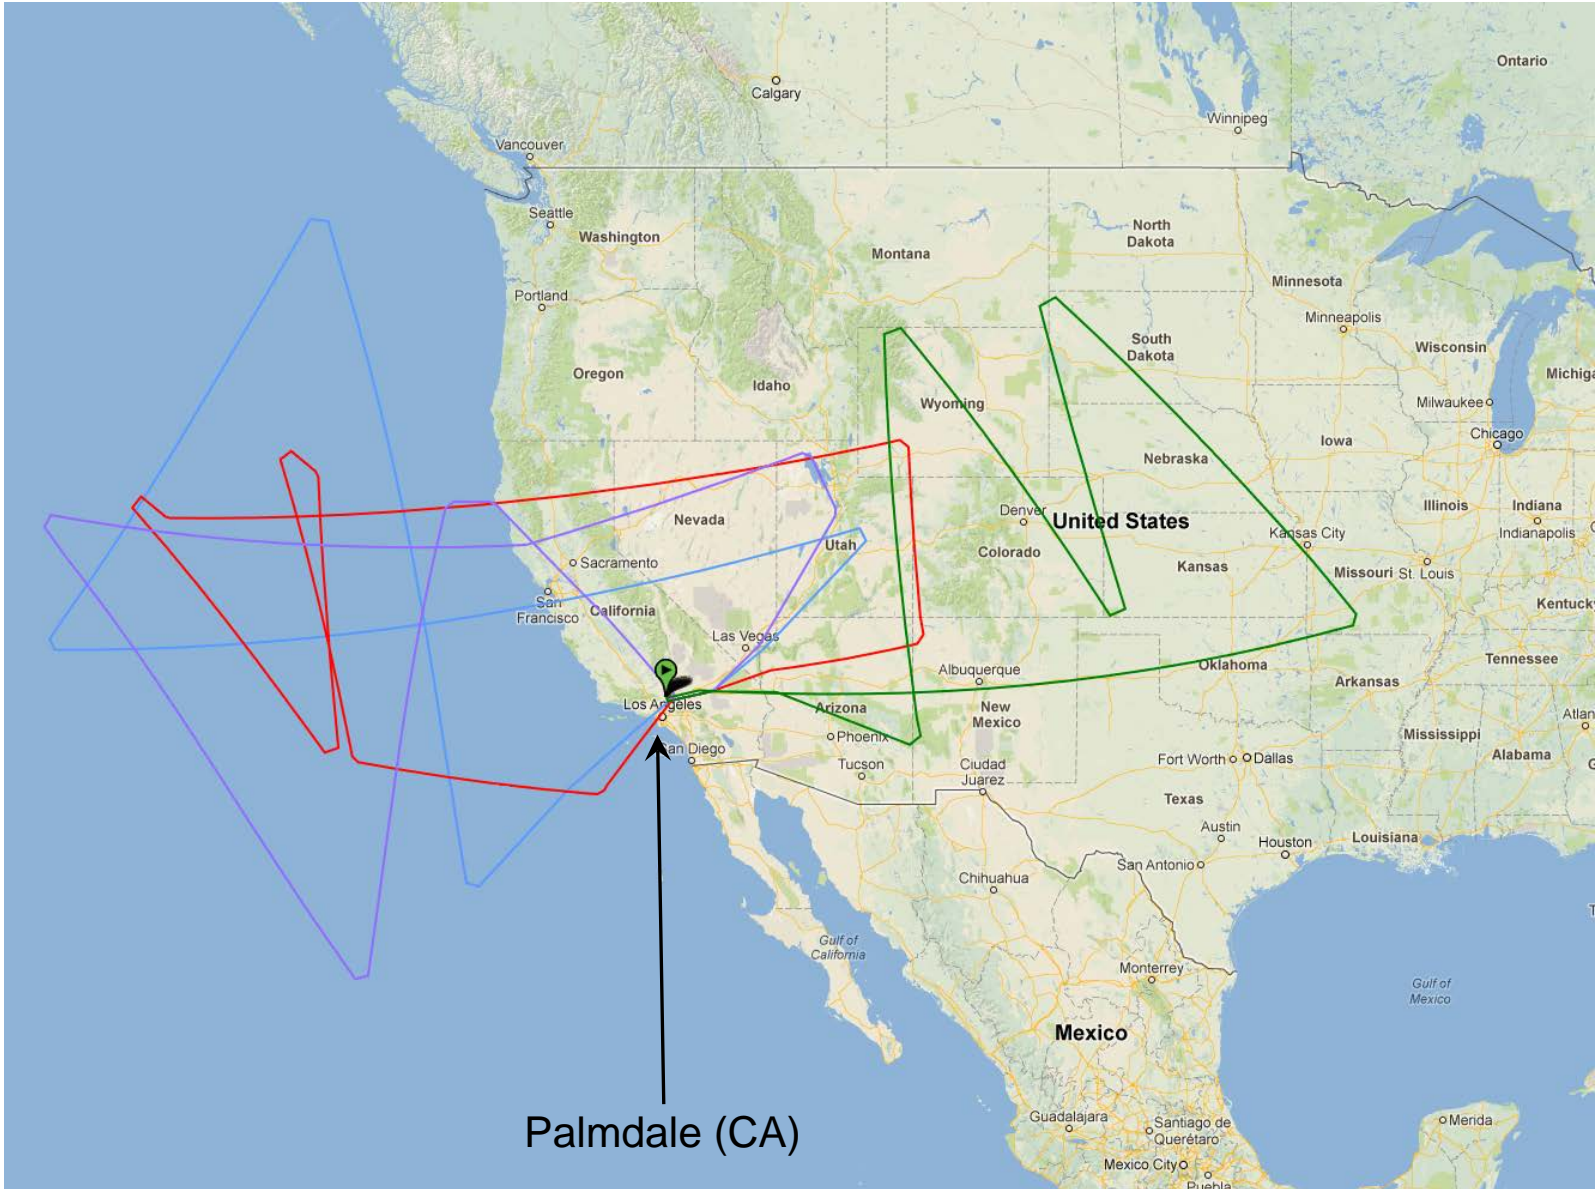 Ontario
Calgary
Winnipeg
Vancouver
Seattle
Washington
North
Dakota
Montana
Minnesota
Portland
Minneapolis
South
Dakota
Wisconsin
Oregon
Michiga
Idaho
Wyoming
Milwaukee
Chicago
Iowa
Nebraska
Illinois
Indiana
Denver
United States
Nevada
Kansas City
Indianapolis
Utah
Colorado
Sacramento
Kansas
Missouri
St. Louis
San
Francisco
California
Kentuck
Las Vegas
Tennessee
Albuquerque
Oklahoma
Arkansas
Los Angeles
Arizona
New
Mexico
Atlan
Phoenix
Mississippi
San Diego
Alabama
G
Tucson
Ciudad
Juarez
Fort Worth
Dallas
Texas
Austin
Houston
Louisiana
San Antonio
Chihuahua
Gulf of
California
Monterrey
Gulf of
Mexico
Mexico
Guadalajara
Santiago de
Querétaro
Merida
Palmdale (CA)
Mexico City
Puebla